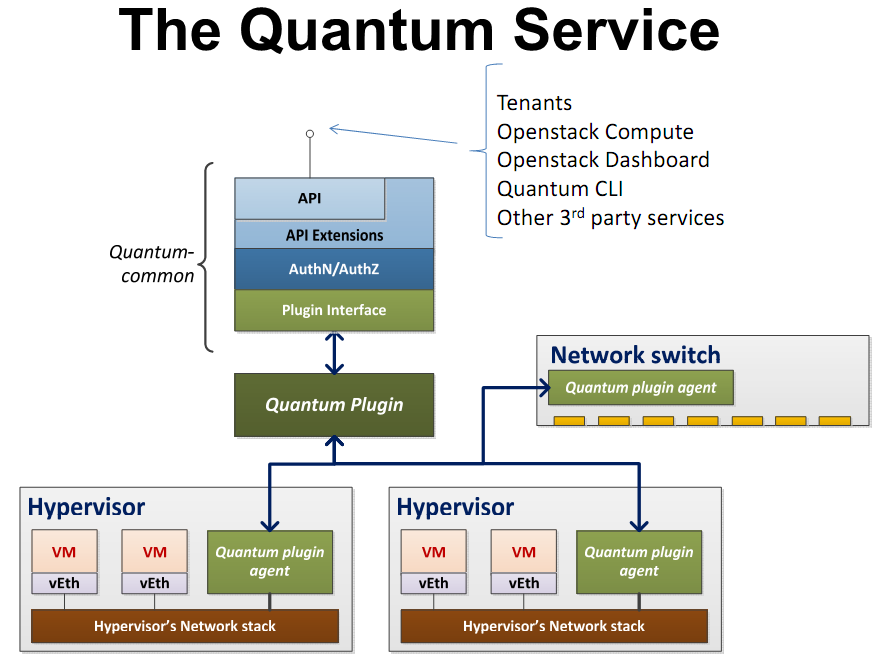 The Quantum Service
Tenants
Openstack Compute
Openstack Dashboard
Quantum CLI
Other 3rd party services
API
API Extensions
AuthN/AuthZ
Plugin Interface
Quantum-
common
Quantum Plugin
Network switch
Quantum plugin agent
Hypervisor
VM
vEth
VM
vEth
Quantum plugin
agent
Hypervisor's Network stack
Hypervisor
VM
vEth
VM
vEth
Quantum plugin
agent
Hypervisor's Network stack